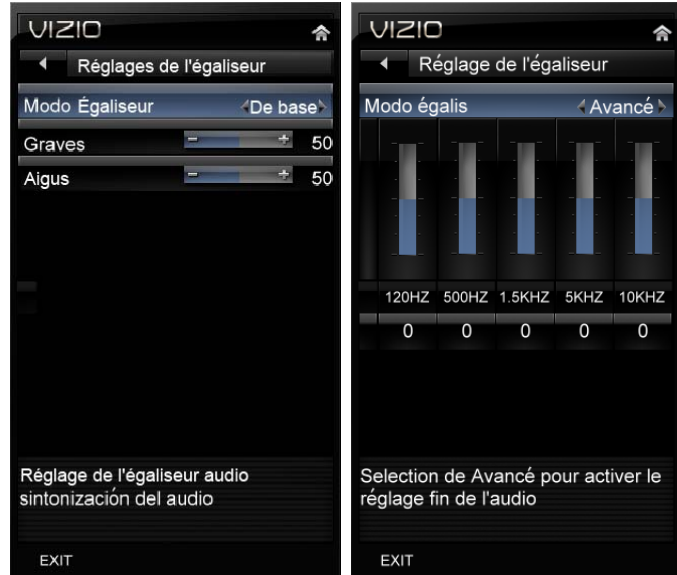 VIZIO
Réglages de l'égaliseur
Modo Égaliseur De base
Graves - + 50
Aigus - + 50
Réglage de l'égaliseur audio
sintonización del audio
EXIT
VIZIO
Réglage de l'égaliseur
Modo égalis Avancé
120HZ 500HZ 1.5KHZ 5KHZ 10KHZ
0 0 0 0 0
Selection de Avancé pour activer le
réglage fin de l'audio
EXIT